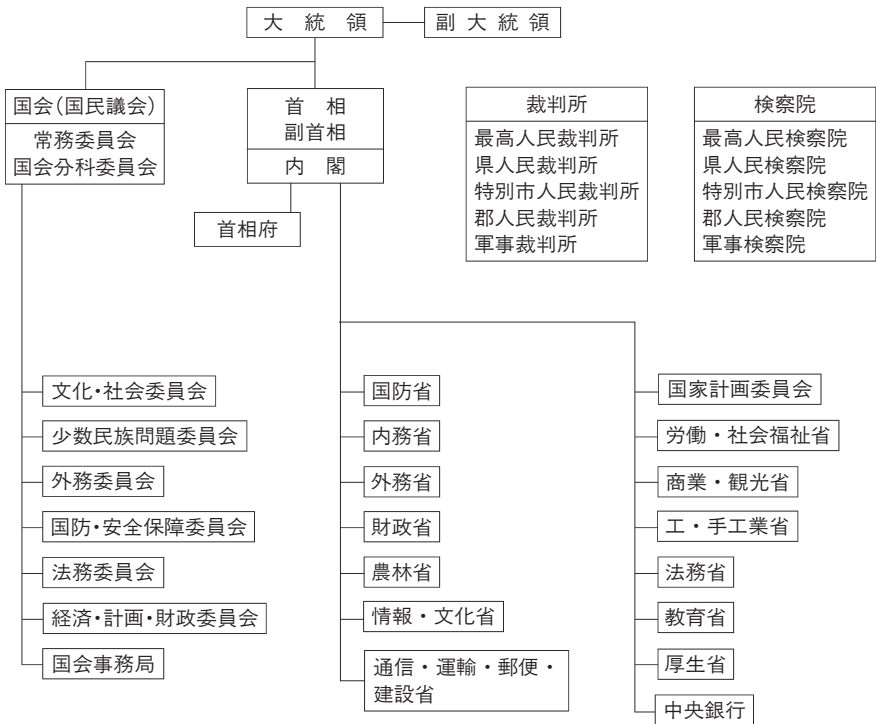 大統領
副大統領
国会(国民議会)
常務委員会
国会分科委員会
首相
副首相
内閣
首相府
裁判所
最高人民裁判所
県人民裁判所
特別市人民裁判所
郡人民裁判所
軍事裁判所
検察院
最高人民検察院
県人民検察院
特別市人民検察院
郡人民検察院
軍事検察院
文化・社会委員会
少数民族問題委員会
外務委員会
国防・安全保障委員会
法務委員会
経済・計画・財政委員会
国会事務局
国防省
内務省
外務省
財政省
農林省
情報・文化省
通信・運輸・郵便・
建設省
国家計画委員会
労働・社会福祉省
商業・観光省
工・手工業省
法務省
教育省
厚生省
中央銀行